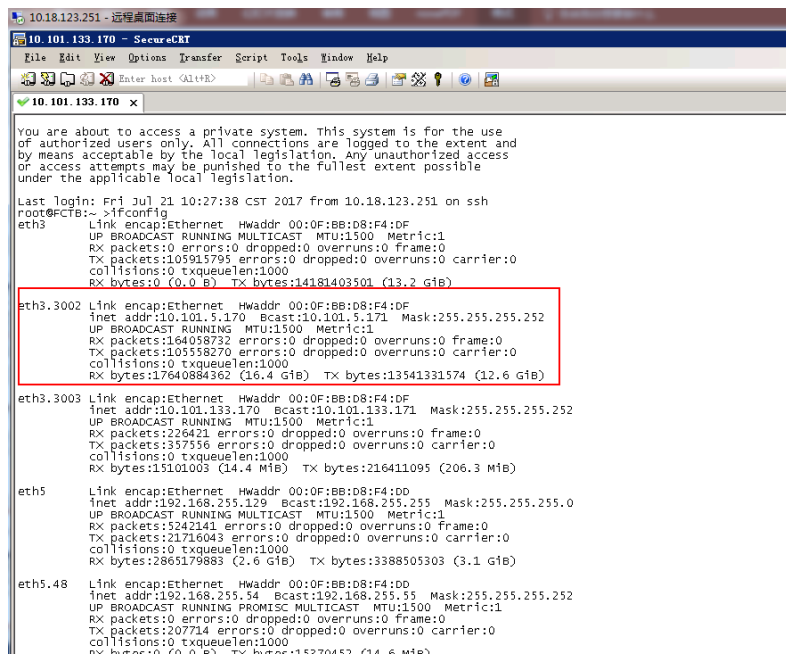 10.18.123.251 - 远程桌面连接
10.101.133.170 - SecureCRT
File Edit View Options Transfer Script Tools Window Help
Enter host <Alt+R>
10.101.133.170 x
You are about to access a private system. This system is for the use
of authorized users only. All connections are logged to the extent and
by means acceptable by the local legislation. Any unauthorized access
or access attempts may be punished to the fullest extent possible
under the applicable local legislation.
Last login: Fri Jul 21 10:27:38 CST 2017 from 10.18.123.251 on ssh
root@FCTB:~ >ifconfig
eth3 Link encap:Ethernet HWaddr 00:0F:BB:D8:F4:DF
UP BROADCAST RUNNING MULTICAST MTU:1500 Metric:1
RX packets:0 errors:0 dropped:0 overruns:0 frame:0
TX packets:105915795 errors:0 dropped:0 overruns:0 carrier:0
collisions:0 txqueuelen:1000
RX bytes:0 (0.0 B) TX bytes:14181403501 (13.2 GiB)
eth3.3002 Link encap:Ethernet HWaddr 00:0F:BB:D8:F4:DF
inet addr:10.101.5.170 Bcast:10.101.5.171 Mask:255.255.255.252
UP BROADCAST RUNNING MTU:1500 Metric:1
RX packets:164058732 errors:0 dropped:0 overruns:0 frame:0
TX packets:105558270 errors:0 dropped:0 overruns:0 carrier:0
collisions:0 txqueuelen:1000
RX bytes:17640884362 (16.4 GiB) TX bytes:13541331574 (12.6 GiB)
eth3.3003 Link encap:Ethernet HWaddr 00:0F:BB:D8:F4:DF
inet addr:10.101.133.170 Bcast:10.101.133.171 Mask:255.255.255.252
UP BROADCAST RUNNING MTU:1500 Metric:1
RX packets:226421 errors:0 dropped:0 overruns:0 frame:0
TX packets:357556 errors:0 dropped:0 overruns:0 carrier:0
collisions:0 txqueuelen:1000
RX bytes:15101003 (14.4 MiB) TX bytes:216411095 (206.3 MiB)
eth5 Link encap:Ethernet HWaddr 00:0F:BB:D8:F4:DD
inet addr:192.168.255.129 Bcast:192.168.255.255 Mask:255.255.255.0
UP BROADCAST RUNNING MULTICAST MTU:1500 Metric:1
RX packets:5242141 errors:0 dropped:0 overruns:0 frame:0
TX packets:21716043 errors:0 dropped:0 overruns:0 carrier:0
collisions:0 txqueuelen:1000
RX bytes:2865179883 (2.6 GiB) TX bytes:3388505303 (3.1 GiB)
eth5.48 Link encap:Ethernet HWaddr 00:0F:BB:D8:F4:DD
inet addr:192.168.255.54 Bcast:192.168.255.55 Mask:255.255.255.252
UP BROADCAST RUNNING PROMISC MULTICAST MTU:1500 Metric:1
RX packets:0 errors:0 dropped:0 overruns:0 frame:0
TX packets:207714 errors:0 dropped:0 overruns:0 carrier:0
collisions:0 txqueuelen:1000
RX bytes:0 (0.0 B) TX bytes:15370452 (14.6 MiB)